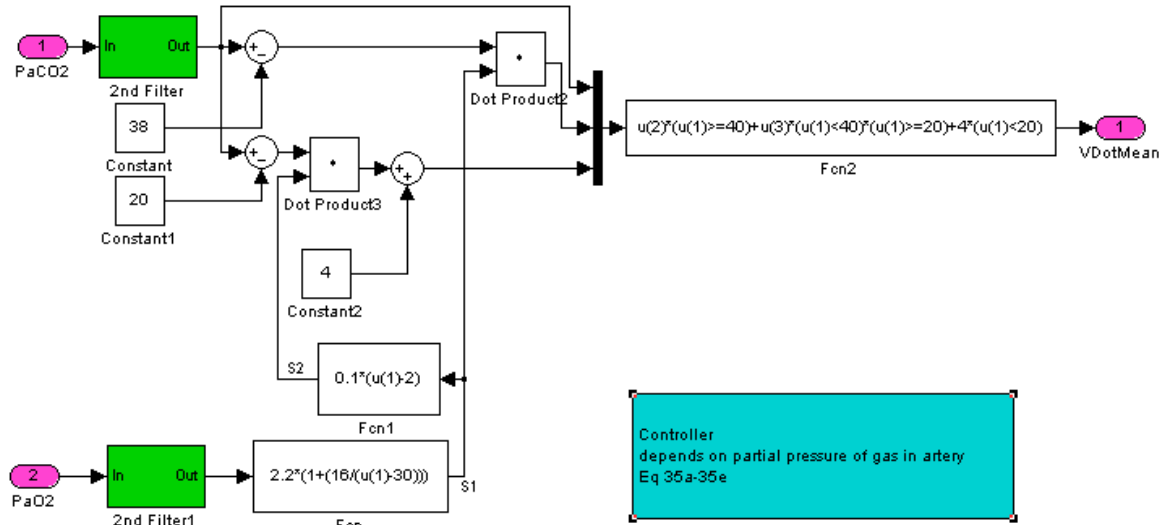 1
PaCO2
In Out
2nd Filter
38
Constant
20
Constant1
+
-
+
-
Dot Product2
Dot Product3
+
+
4
Constant2
u(2)*(u(1)>=40)+u(3)*(u(1)<40)*(u(1)>=20)+4*(u(1)<20)
Fcn2
1
VDotMean
S2
0.1*(u(1)-2)
Fcn1
2
PaO2
In Out
2nd Filter1
2.2*(1+(16/(u(1)-30)))
S1
Controller
depends on partial pressure of gas in artery
Eq 35a-35e